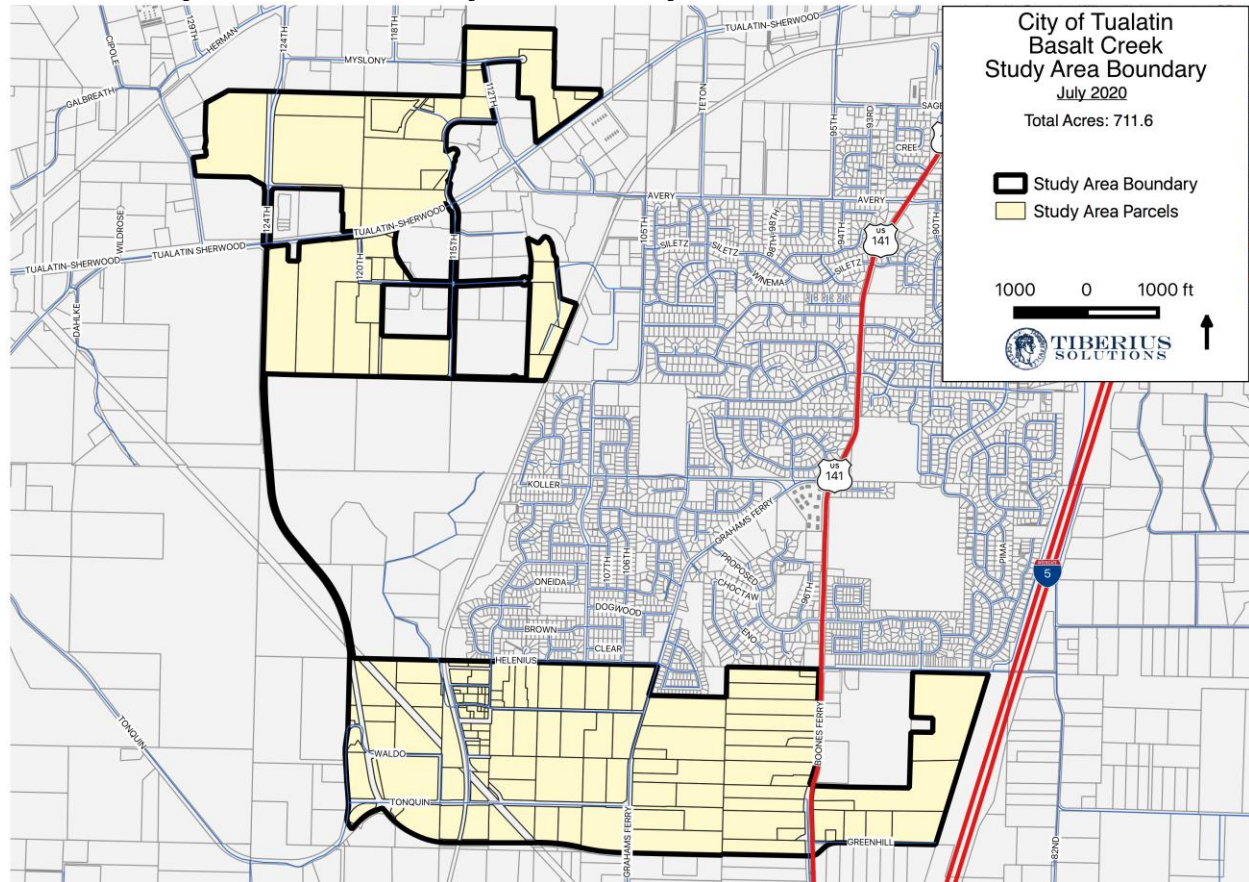 City of Tualatin
Basalt Creek
Study Area Boundary
July 2020
Total Acres: 711.6
Study Area Boundary
Study Area Parcels
1000 0 1000 ft
TIBERIUS
SOLUTIONS
CIPOLE
129TH
HERMAN
124TH
118TH
MYSLONY
TUALATIN-SHERWOOD
GALBREATH
112TH
TETON
95TH
93RD
SAGE
CREE
AVERY
AVERY
90TH
WILDROSE
124TH
TUALATIN-SHERWOOD
115TH
105TH
SILETZ
SILETZ
98TH
98TH
94TH
US
141
TUALATIN-SHERWOOD
TUALATIN SHERWOOD
120TH
WINEMA
SILETZ
DAHLKE
US
141
KOLLER
GRAHAMS FERRY
PROPOSED
CHOCTAW
PIMA
5
ONEIDA
107TH
106TH
96TH
DOGWOOD
BROWN
ENO
CLEAR
HELENIUS
TONQUIN
WALDO
BOONES FERRY
TONQUIN
GRAHAMS FERRY
GREENHILL
82ND